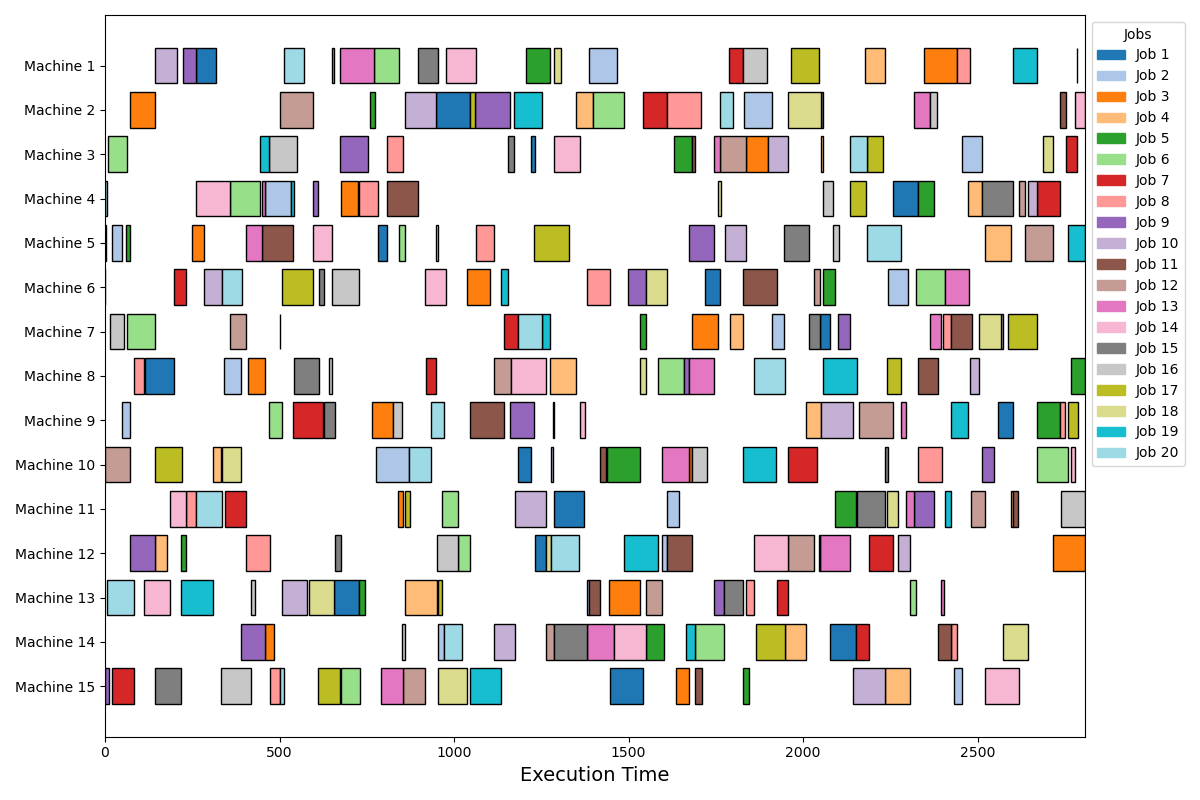 Machine 1
Machine 2
Machine 3
Machine 4
Machine 5
Machine 6
Machine 7
Machine 8
Machine 9
Machine 10
Machine 11
Machine 12
Machine 13
Machine 14
Machine 15
0 500 1000 1500 2000 2500
Execution Time
Jobs
Job 1
Job 2
Job 3
Job 4
Job 5
Job 6
Job 7
Job 8
Job 9
Job 10
Job 11
Job 12
Job 13
Job 14
Job 15
Job 16
Job 17
Job 18
Job 19
Job 20